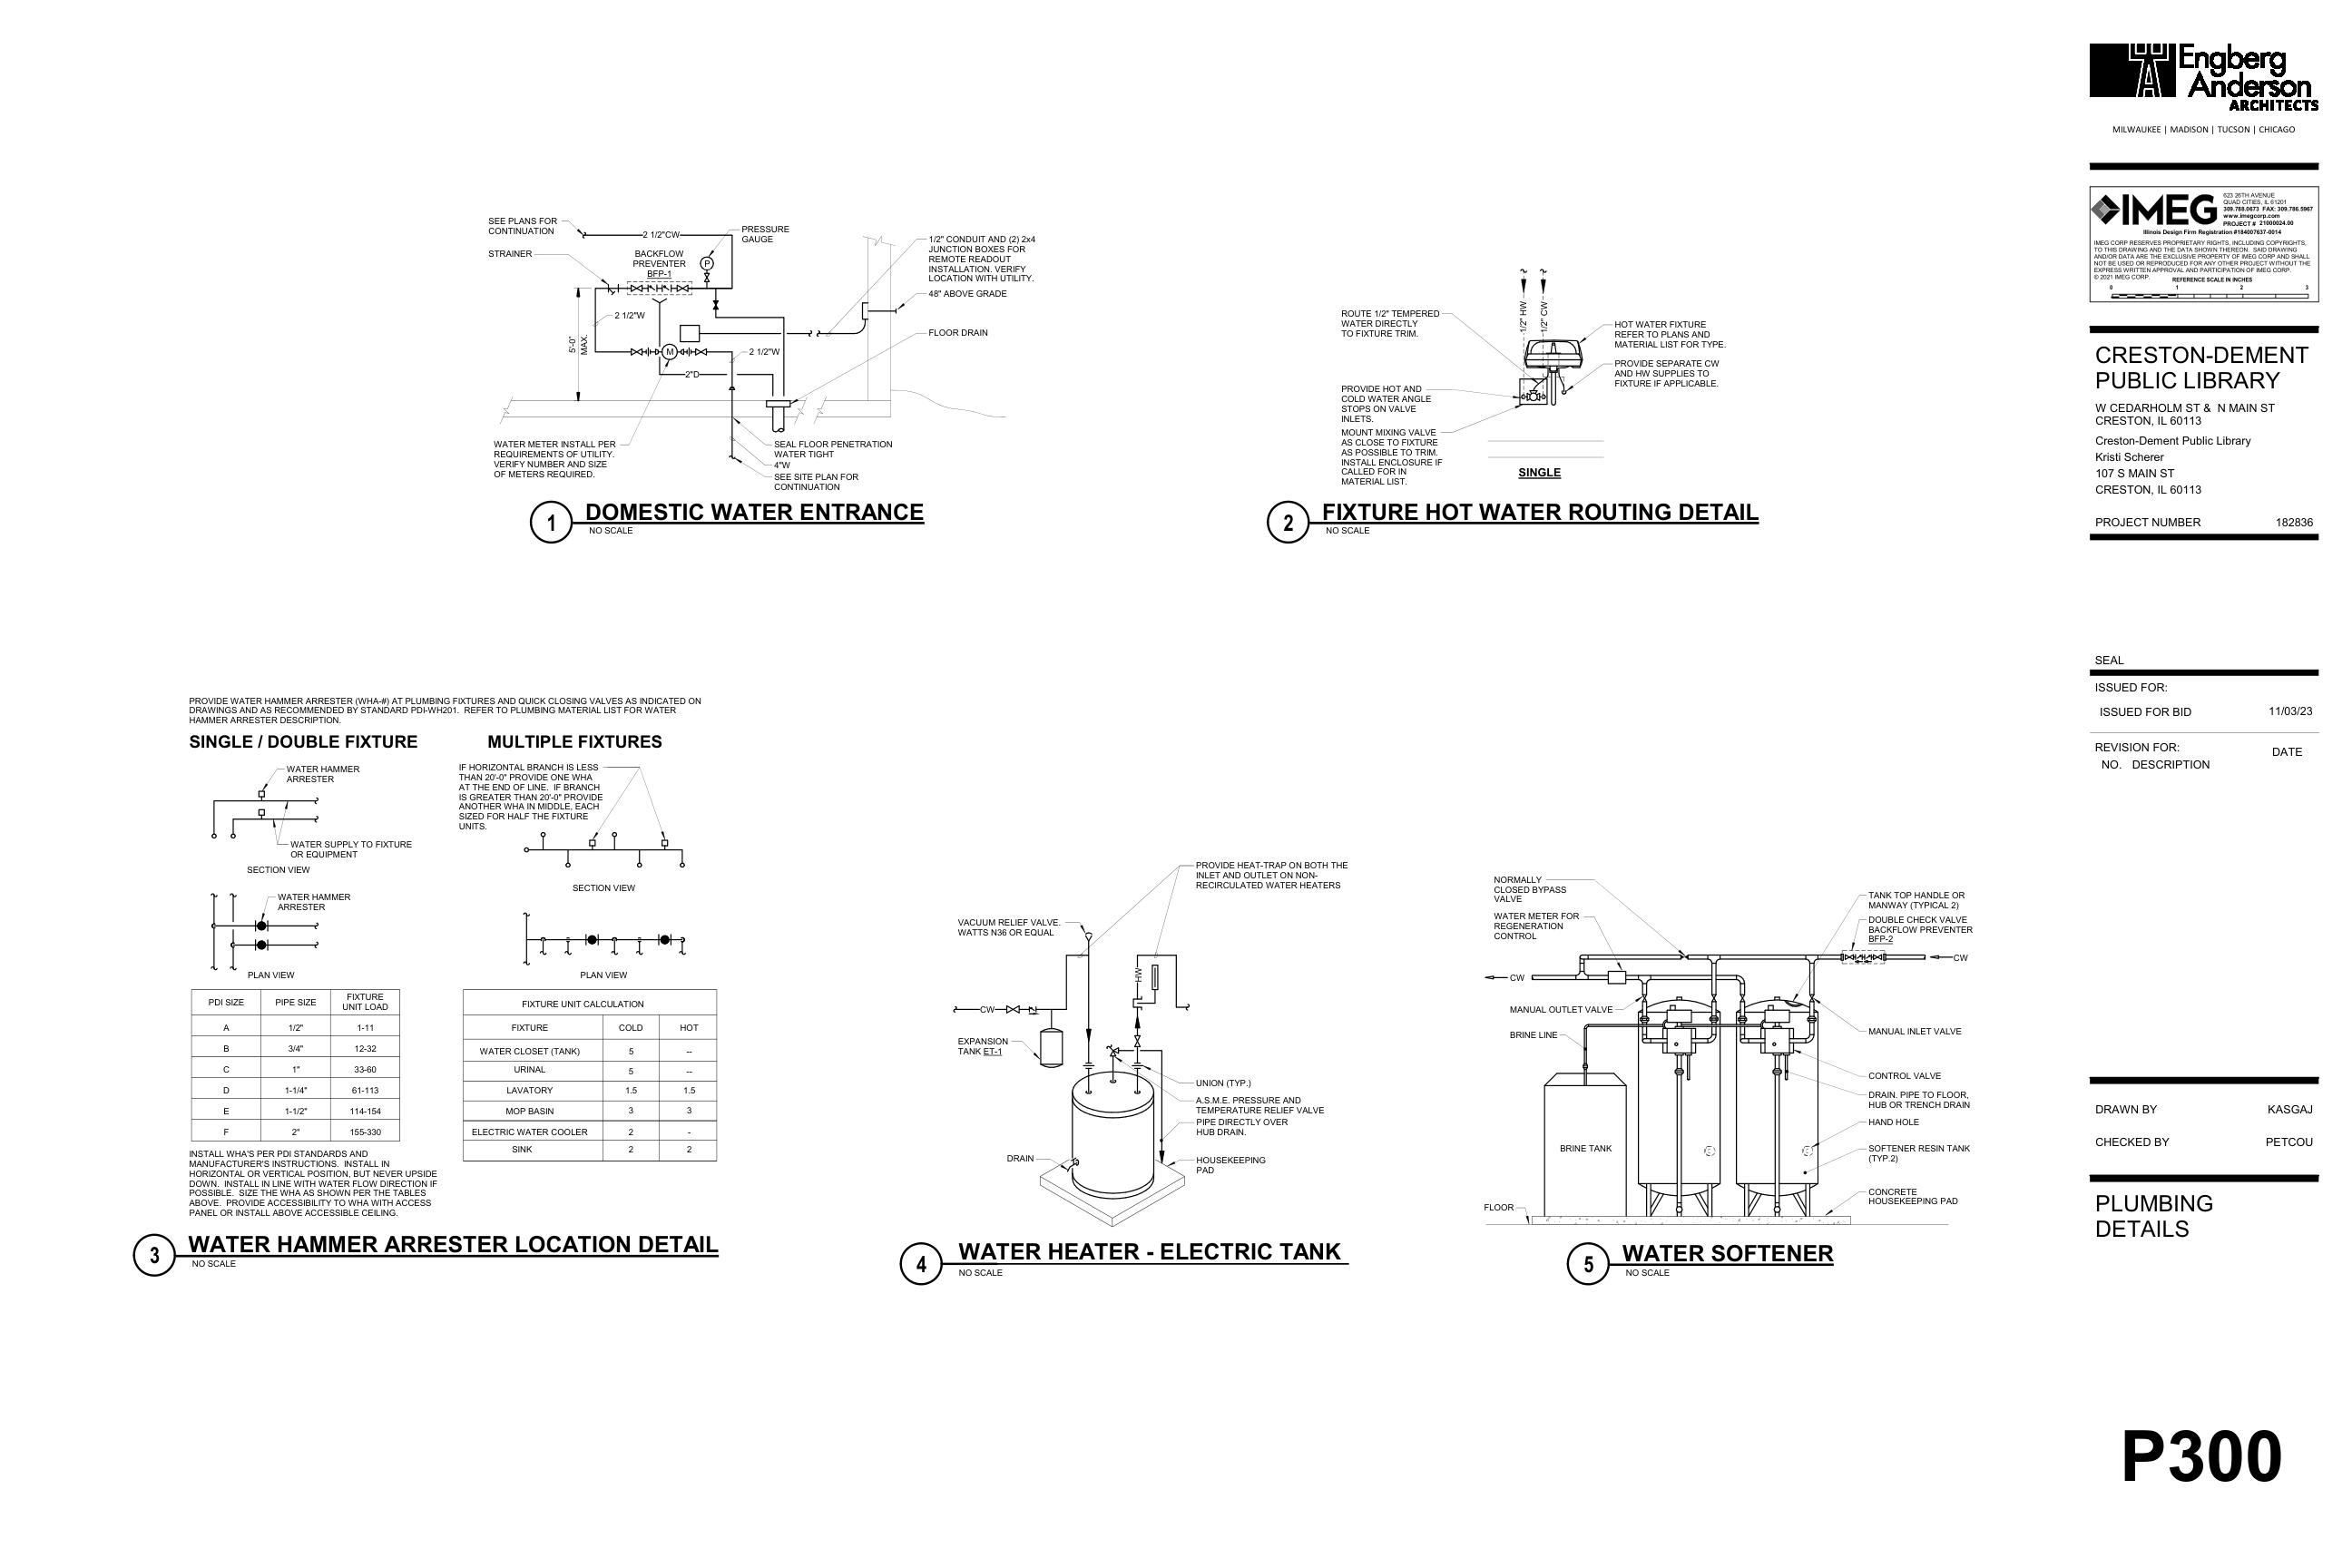 SEE PLANS FOR
CONTINUATION
STRAINER
2 1/2"CW
BACKFLOW
PREVENTER
BFP-1
PRESSURE
GAUGE
P
1/2" CONDUIT AND (2) 2x4
JUNCTION BOXES FOR
REMOTE READOUT
INSTALLATION. VERIFY
LOCATION WITH UTILITY.
48" ABOVE GRADE
FLOOR DRAIN
2 1/2"W
5'-0"
MAX.
M
2 1/2"W
2"D
WATER METER INSTALL PER
REQUIREMENTS OF UTILITY.
VERIFY NUMBER AND SIZE
OF METERS REQUIRED.
SEAL FLOOR PENETRATION
WATER TIGHT
4"W
SEE SITE PLAN FOR
CONTINUATION
1 DOMESTIC WATER ENTRANCE
NO SCALE
1/2" HW
1/2" CW
ROUTE 1/2" TEMPERED
WATER DIRECTLY
TO FIXTURE TRIM.
HOT WATER FIXTURE
REFER TO PLANS AND
MATERIAL LIST FOR TYPE.
PROVIDE SEPARATE CW
AND HW SUPPLIES TO
FIXTURE IF APPLICABLE.
PROVIDE HOT AND
COLD WATER ANGLE
STOPS ON VALVE
INLETS.
MOUNT MIXING VALVE
AS CLOSE TO FIXTURE
AS POSSIBLE TO TRIM.
INSTALL ENCLOSURE IF
CALLED FOR IN
MATERIAL LIST.
SINGLE
2 FIXTURE HOT WATER ROUTING DETAIL
NO SCALE
PROVIDE WATER HAMMER ARRESTER (WHA-#) AT PLUMBING FIXTURES AND QUICK CLOSING VALVES AS INDICATED ON
DRAWINGS AND AS RECOMMENDED BY STANDARD PDI-WH201. REFER TO PLUMBING MATERIAL LIST FOR WATER
HAMMER ARRESTER DESCRIPTION.
SINGLE / DOUBLE FIXTURE
WATER HAMMER
ARRESTER
WATER SUPPLY TO FIXTURE
OR EQUIPMENT
SECTION VIEW
WATER HAMMER
ARRESTER
PLAN VIEW
MULTIPLE FIXTURES
IF HORIZONTAL BRANCH IS LESS
THAN 20'-0" PROVIDE ONE WHA
AT THE END OF LINE. IF BRANCH
IS GREATER THAN 20'-0" PROVIDE
ANOTHER WHA IN MIDDLE, EACH
SIZED FOR HALF THE FIXTURE
UNITS.
SECTION VIEW
PLAN VIEW
PDI SIZE PIPE SIZE FIXTURE
UNIT LOAD
A 1/2" 1-11
B 3/4" 12-32
C 1" 33-60
D 1-1/4" 61-113
E 1-1/2" 114-154
F 2" 155-330
FIXTURE UNIT CALCULATION
FIXTURE COLD HOT
WATER CLOSET (TANK) 5 --
URINAL 5 --
LAVATORY 1.5 1.5
MOP BASIN 3 3
ELECTRIC WATER COOLER 2 -
SINK 2 2
INSTALL WHA'S PER PDI STANDARDS AND
MANUFACTURER'S INSTRUCTIONS. INSTALL IN
HORIZONTAL OR VERTICAL POSITION, BUT NEVER UPSIDE
DOWN. INSTALL IN LINE WITH WATER FLOW DIRECTION IF
POSSIBLE. SIZE THE WHA AS SHOWN PER THE TABLES
ABOVE. PROVIDE ACCESSIBILITY TO WHA WITH ACCESS
PANEL OR INSTALL ABOVE ACCESSIBLE CEILING.
3 WATER HAMMER ARRESTER LOCATION DETAIL
NO SCALE
PROVIDE HEAT-TRAP ON BOTH THE
INLET AND OUTLET ON NON-
RECIRCULATED WATER HEATERS
VACUUM RELIEF VALVE.
WATTS N36 OR EQUAL
HW
CW
EXPANSION
TANK ET-1
UNION (TYP.)
A.S.M.E. PRESSURE AND
TEMPERATURE RELIEF VALVE
PIPE DIRECTLY OVER
HUB DRAIN.
DRAIN
HOUSEKEEPING
PAD
4 WATER HEATER - ELECTRIC TANK
NO SCALE
NORMALLY
CLOSED BYPASS
VALVE
WATER METER FOR
REGENERATION
CONTROL
TANK TOP HANDLE OR
MANWAY (TYPICAL 2)
DOUBLE CHECK VALVE
BACKFLOW PREVENTER
BFP-2
CW
CW
MANUAL OUTLET VALVE
BRINE LINE
MANUAL INLET VALVE
CONTROL VALVE
DRAIN. PIPE TO FLOOR,
HUB OR TRENCH DRAIN
HAND HOLE
BRINE TANK
SOFTENER RESIN TANK
(TYP.2)
CONCRETE
HOUSEKEEPING PAD
FLOOR
5 WATER SOFTENER
NO SCALE
Engberg
Anderson
ARCHITECTS
MILWAUKEE | MADISON | TUCSON | CHICAGO
IMEG
623 26TH AVENUE
QUAD CITIES, IL 61201
309.788.0673 FAX: 309.786.5967
www.imegcorp.com
PROJECT # 21000024.00
Illinois Design Firm Registration #184007637-0014
IMEG CORP RESERVES PROPRIETARY RIGHTS, INCLUDING COPYRIGHTS,
TO THIS DRAWING AND THE DATA SHOWN THEREON. SAID DRAWING
AND/OR DATA ARE THE EXCLUSIVE PROPERTY OF IMEG CORP AND SHALL
NOT BE USED OR REPRODUCED FOR ANY OTHER PROJECT WITHOUT THE
EXPRESS WRITTEN APPROVAL AND PARTICIPATION OF IMEG CORP.
© 2021 IMEG CORP.
REFERENCE SCALE IN INCHES
0 1 2 3
CRESTON-DEMENT
PUBLIC LIBRARY
W CEDARHOLM ST & N MAIN ST
CRESTON, IL 60113
Creston-Dement Public Library
Kristi Scherer
107 S MAIN ST
CRESTON, IL 60113
PROJECT NUMBER 182836
SEAL
ISSUED FOR:
ISSUED FOR BID 11/03/23
REVISION FOR:
NO. DESCRIPTION DATE
DRAWN BY KASGAJ
CHECKED BY PETCOU
PLUMBING
DETAILS
P300